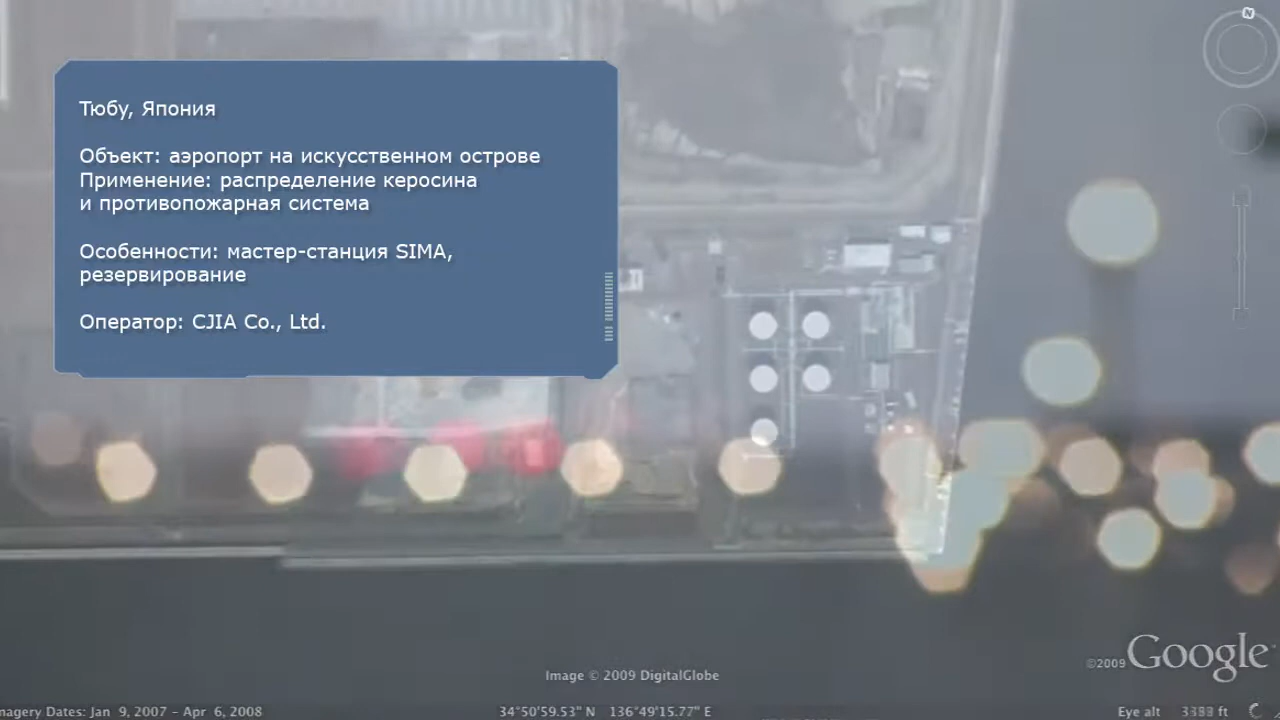 N
Тюбу, Япония
Объект: аэропорт на искусственном острове
Применение: распределение керосина
и противопожарная система
Особенности: мастер-станция SIMA,
резервирование
Оператор: CJIA Co., Ltd.
©2009 Google
Image © 2009 DigitalGlobe
magery Dates: Jan 9, 2007 - Apr 6, 2008
34°50'59.53" N 136°49'15.77" E
Eye alt ft